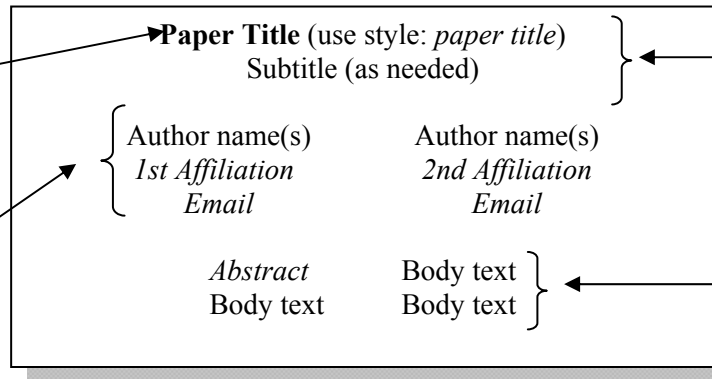 Paper Title (use style: paper title)
Subtitle (as needed)
Author name(s) Author name(s)
1st Affiliation 2nd Affiliation
Email Email
Abstract Body text
Body text Body text